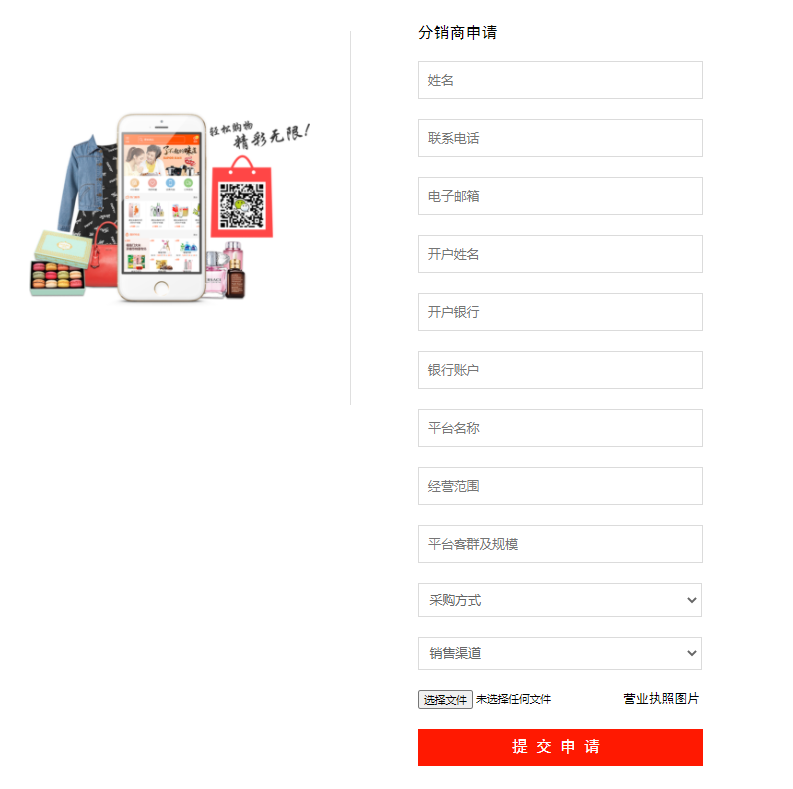 轻松购物
精彩无限!
分销商申请
姓名
联系电话
电子邮箱
开户姓名
开户银行
银行账户
平台名称
经营范围
平台客群及规模
采购方式
销售渠道
选择文件 未选择任何文件 营业执照图片
提交申请